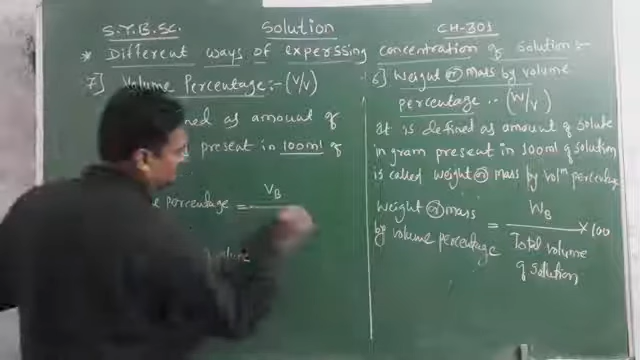 S.Y.B.SC. Solution CH-301
* Different ways of experssing concentration of solution:-
7] Volume Percentage:- (V/V)
ned as amount of
present in 100ml of
percentage = V_B
6] Weight or mass by volume
percentage :- (W/V)
It is defined as amount of solute
in gram present in 100ml of solution
is called weight or mass by vol^m percentage
Weight or mass
by volume percentage = W_B / Total volume of solution × 100